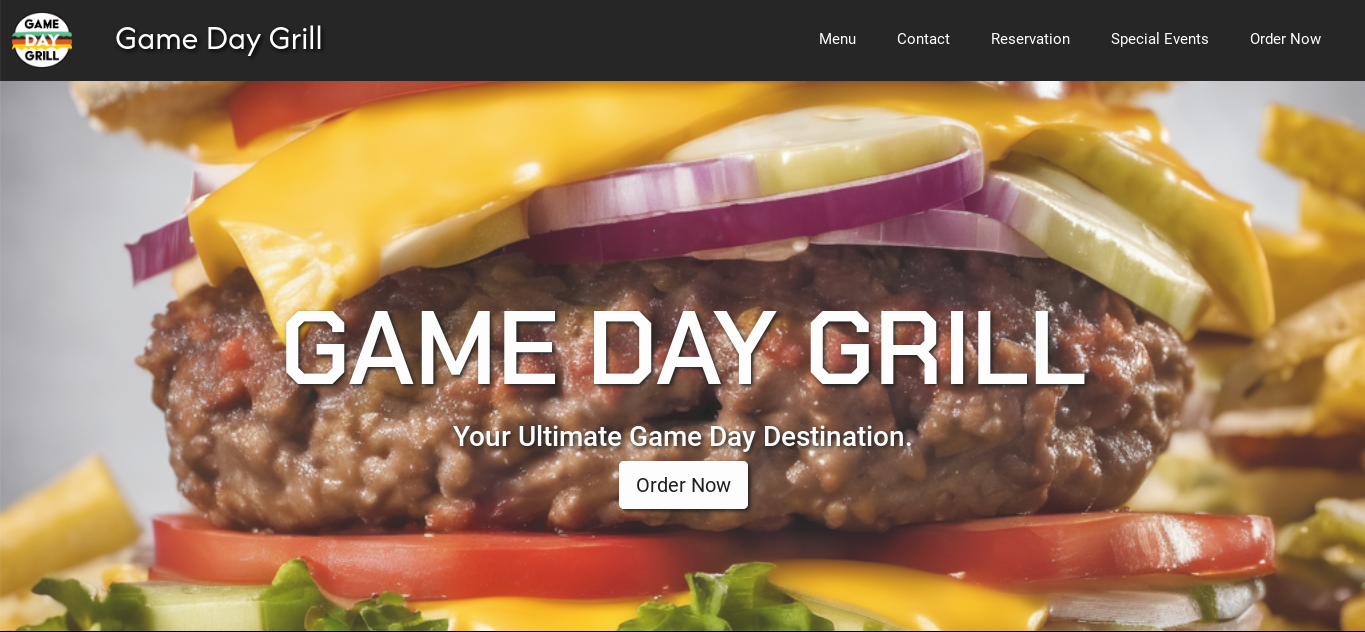 GAME
DAY
GRILL
Game Day Grill
Menu
Contact
Reservation
Special Events
Order Now
GAME DAY GRILL
Your Ultimate Game Day Destination.
Order Now